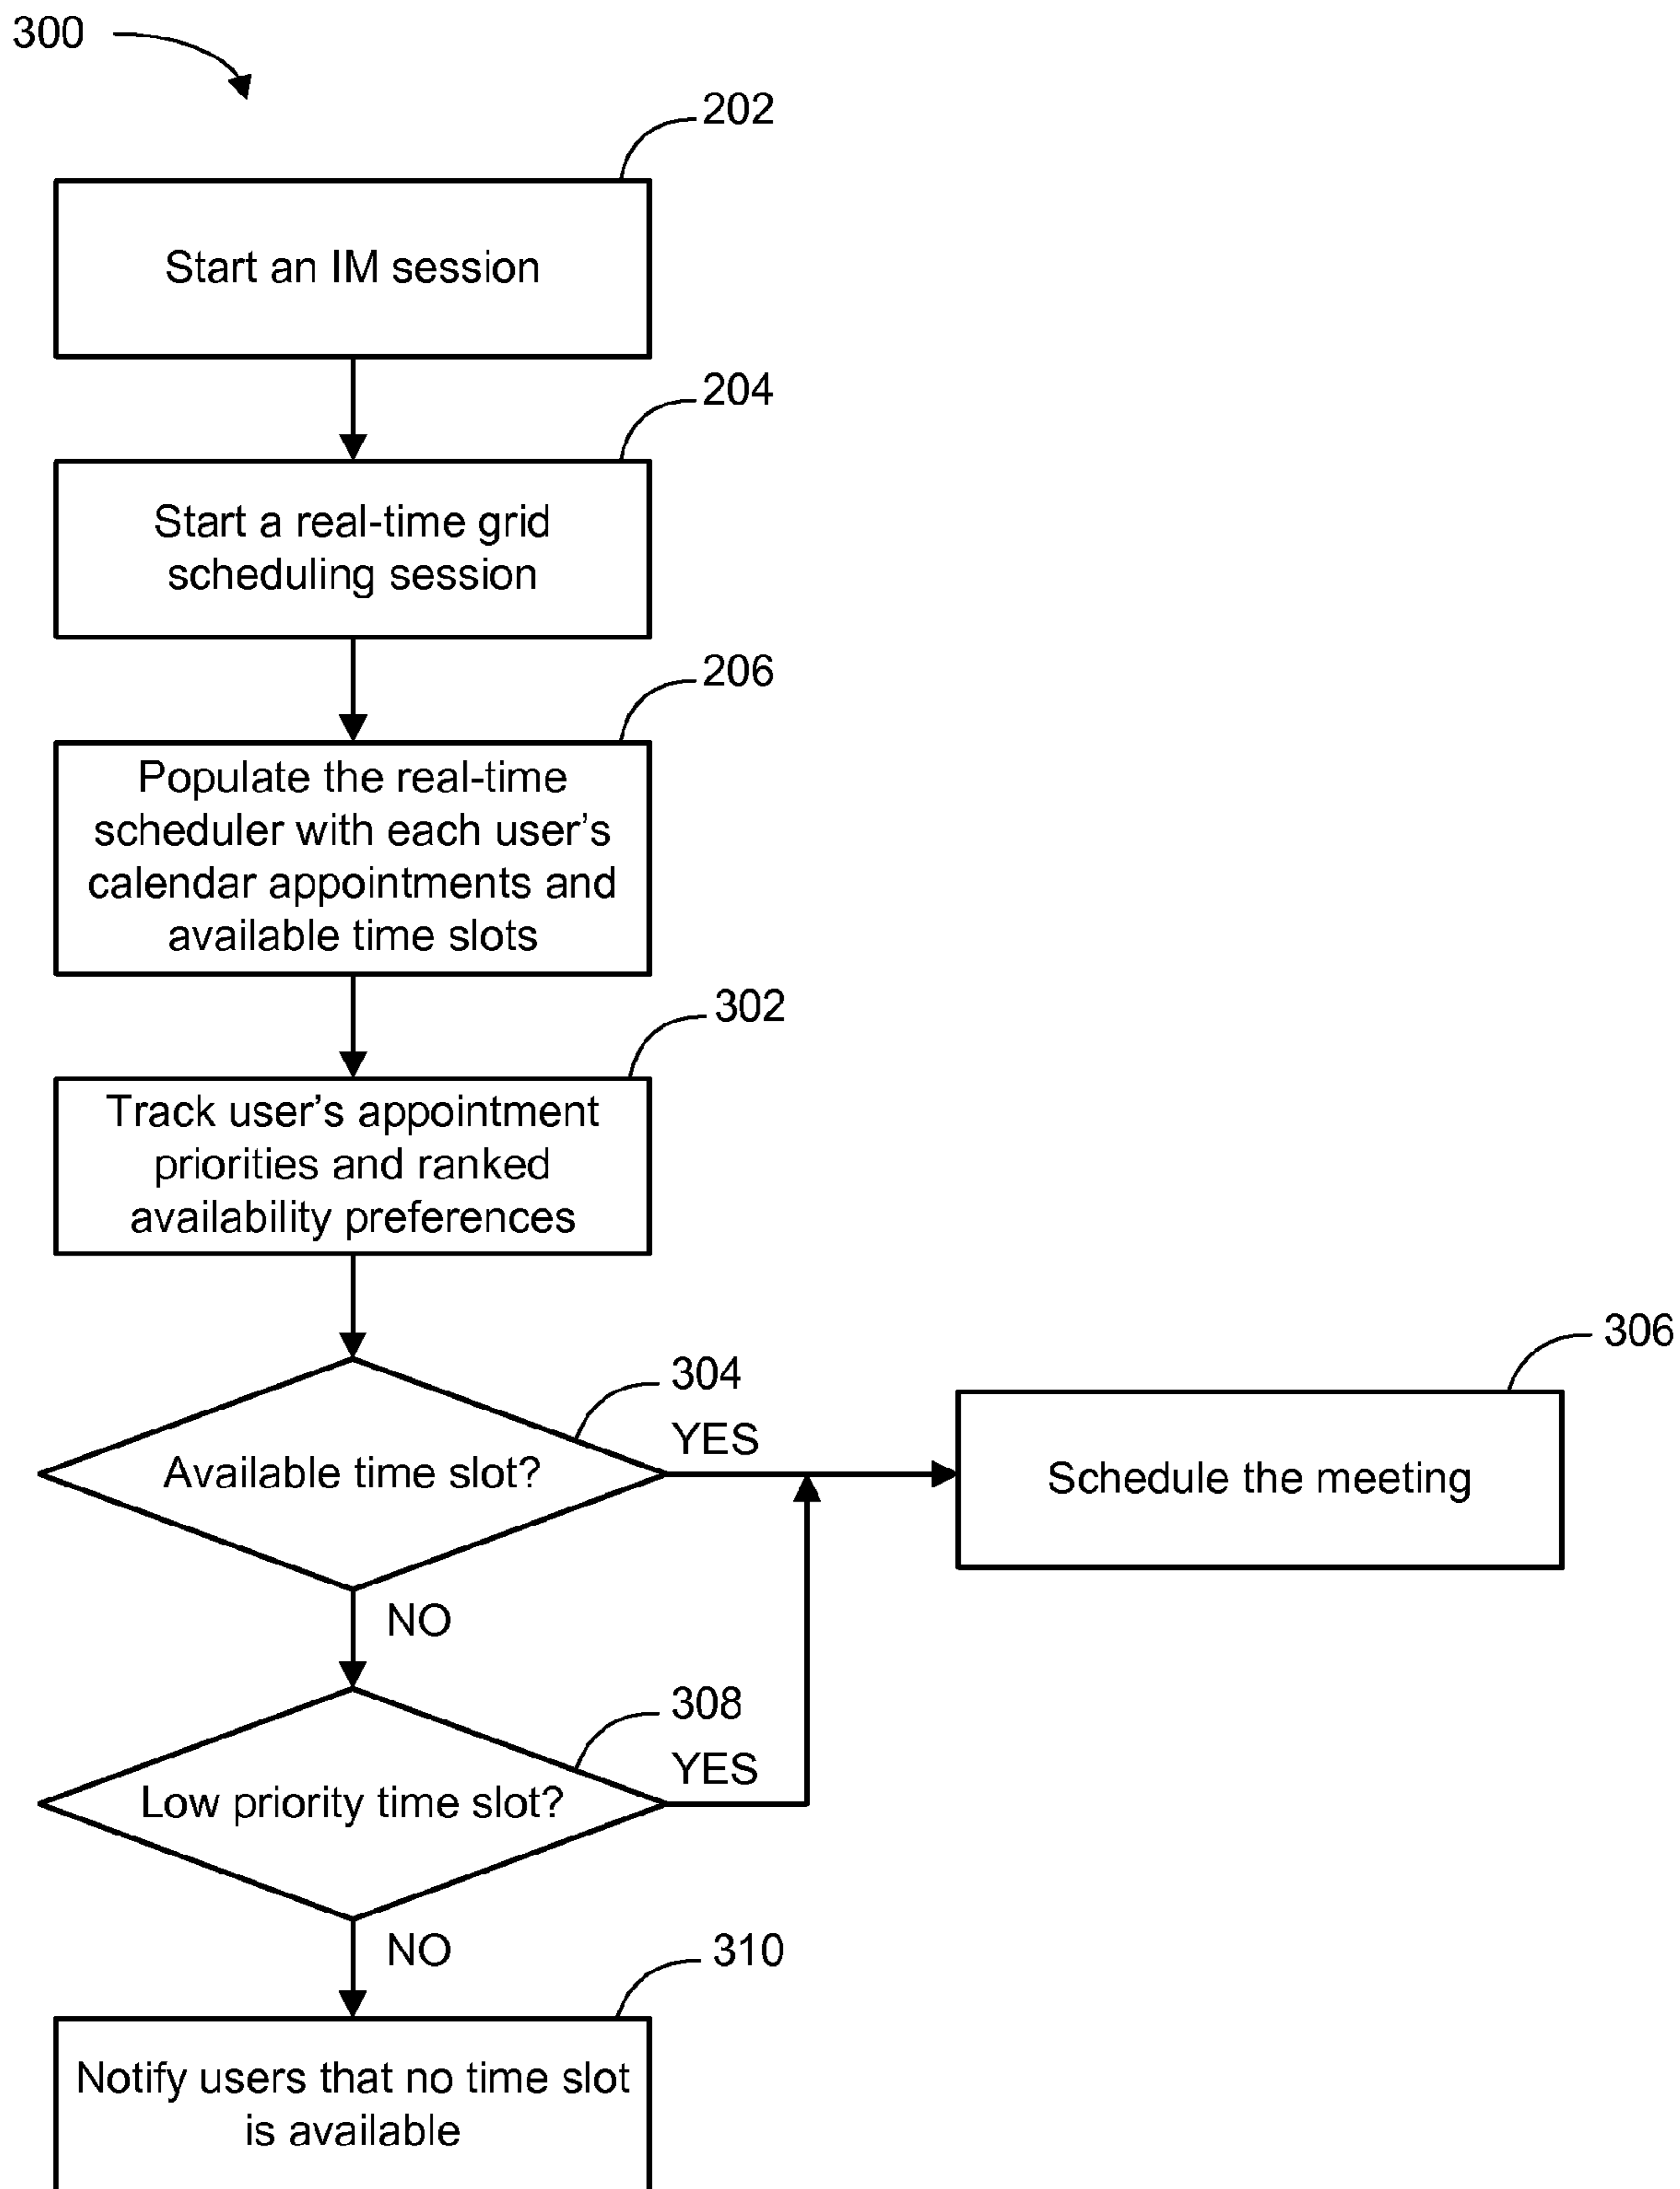 300
202
Start an IM session
204
Start a real-time grid
scheduling session
206
Populate the real-time
scheduler with each user's
calendar appointments and
available time slots
302
Track user's appointment
priorities and ranked
availability preferences
304
YES
Available time slot?
306
Schedule the meeting
NO
308
YES
Low priority time slot?
NO
310
Notify users that no time slot
is available